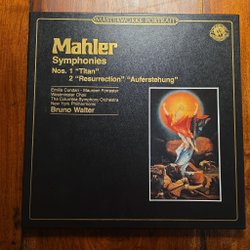 MASTERWORKS PORTRAIT
Mahler
Symphonies
Nos. 1 "Titan"
2 "Resurrection" "Auferstehung"
Emilia Cundari - Maureen Forrester
Westminster Choir
The Columbia Symphony Orchestra
New York Philharmonic
Bruno Walter